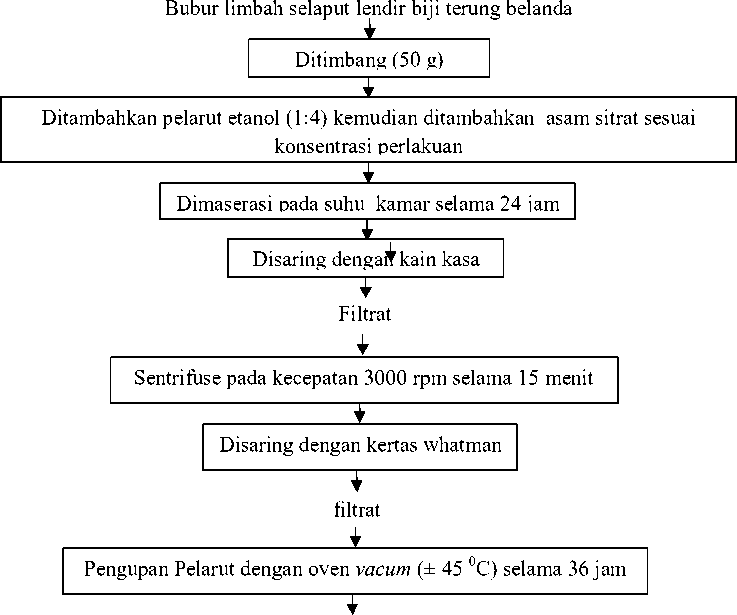 Bubur limbah selaput lendir biji terung belanda
Ditimbang (50 g)
Ditambahkan pelarut etanol (1:4) kemudian ditambahkan asam sitrat sesuai
konsentrasi perlakuan
Dimaserasi pada suhu kamar selama 24 jam
Disaring dengan kain kasa
Filtrat
Sentrifuse pada kecepatan 3000 rpm selama 15 menit
Disaring dengan kertas whatman
filtrat
Pengupan Pelarut dengan oven vacum (± 45 ⁰C) selama 36 jam